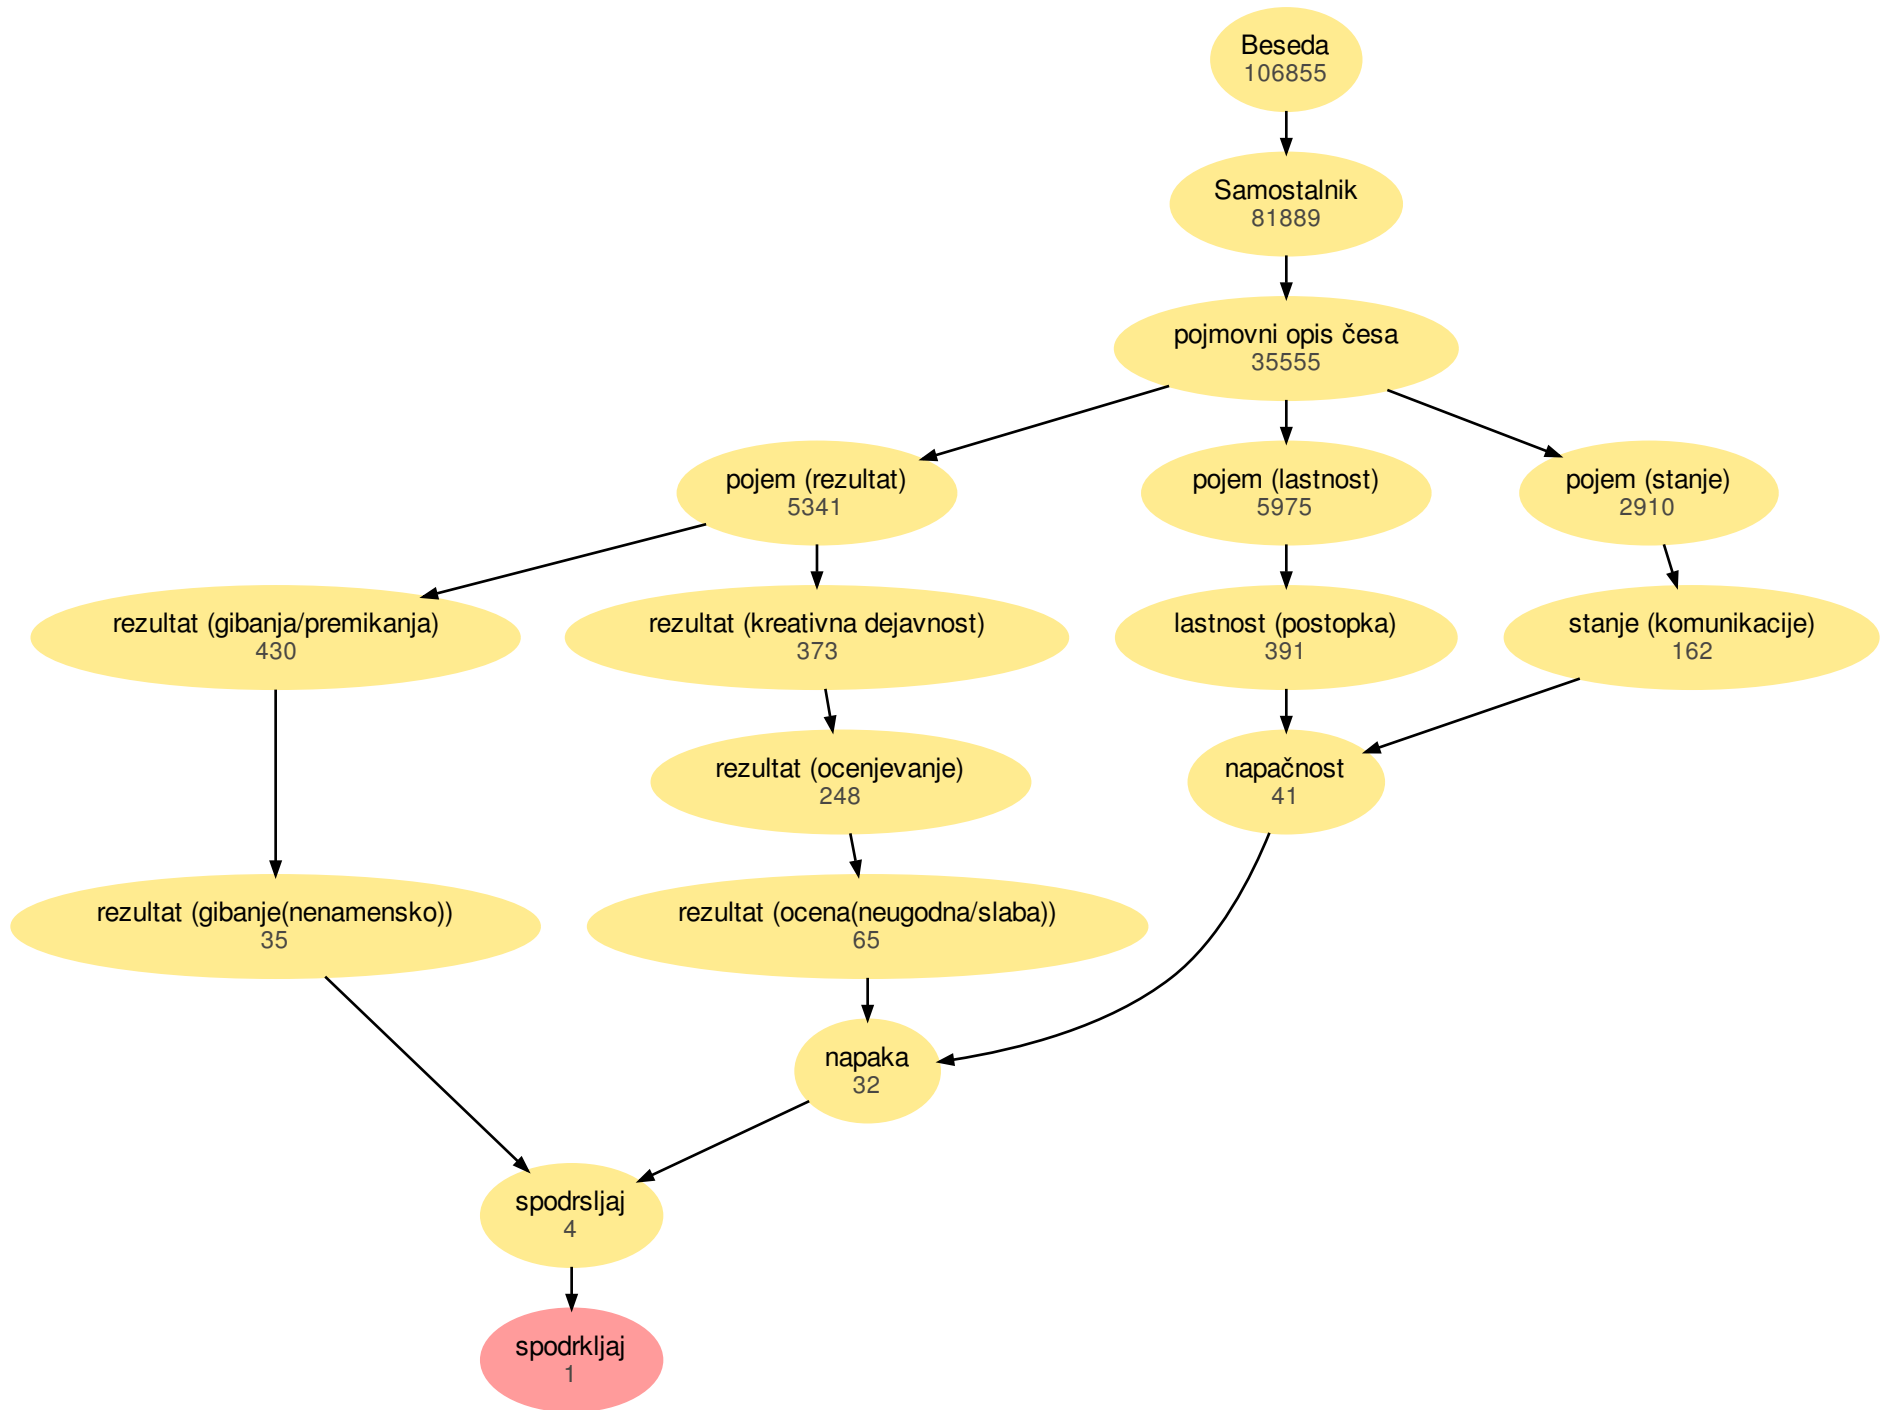 Beseda
106855
Samostalnik
81889
pojmovni opis česa
35555
pojem (rezultat)
5341
pojem (lastnost)
5975
pojem (stanje)
2910
rezultat (gibanja/premikanja)
430
rezultat (kreativna dejavnost)
373
lastnost (postopka)
391
stanje (komunikacije)
162
rezultat (ocenjevanje)
248
napačnost
41
rezultat (gibanje(nenamensko))
35
rezultat (ocena(neugodna/slaba))
65
napaka
32
spodrsljaj
4
spodrkljaj
1